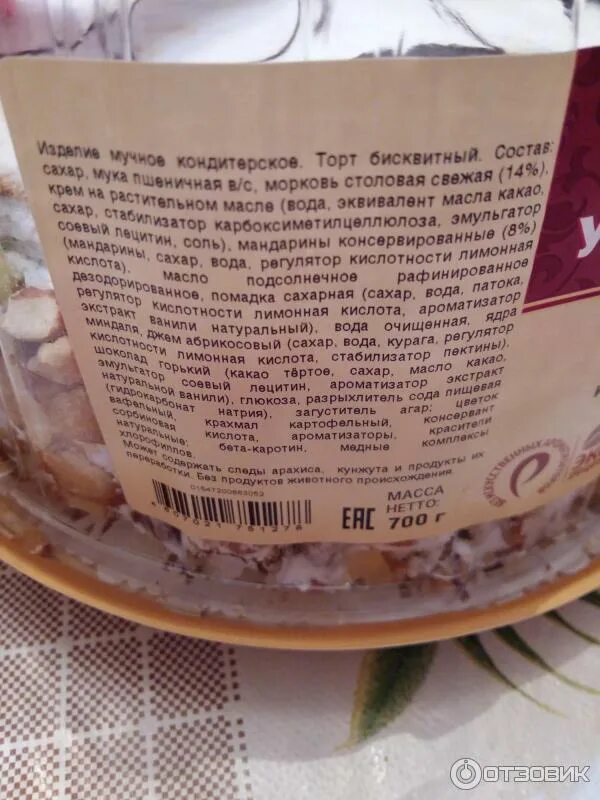 Изделие мучное кондитерское. Торт бисквитный. Состав:
сахар, мука пшеничная в/с, морковь столовая свежая (14%),
крем на растительном масле (вода, эквивалент масла какао,
сахар, стабилизатор карбоксиметилцеллюлоза, эмульгатор
соевый лецитин, соль), мандарины консервированные (8%)
(мандарины, сахар, вода, регулятор кислотности лимонная
кислота), масло подсолнечное рафинированное
дезодорированное, помадка сахарная (сахар, вода, патока,
регулятор кислотности лимонная кислота, ароматизатор
экстракт ванили натуральный), вода очищенная, ядра
миндаля, джем абрикосовый (сахар, вода, курага, регулятор
кислотности лимонная кислота, стабилизатор пектины),
шоколад горький (какао тёртое, сахар, масло какао,
эмульгатор соевый лецитин, ароматизатор экстракт
натуральной ванили), глюкоза, разрыхлитель сода пищевая
(гидрокарбонат натрия), загуститель агар; цветок
вафельный, крахмал картофельный, консервант
сорбиновая кислота, ароматизаторы, красители
натуральные: бета-каротин, медные комплексы
хлорофиллов.
Может содержать следы арахиса, кунжута и продукты их
переработки. Без продуктов животного происхождения.
01647200663052
4607021751278
EAC
МАССА
НЕТТО:
700 г
У
ОТЗОВИК